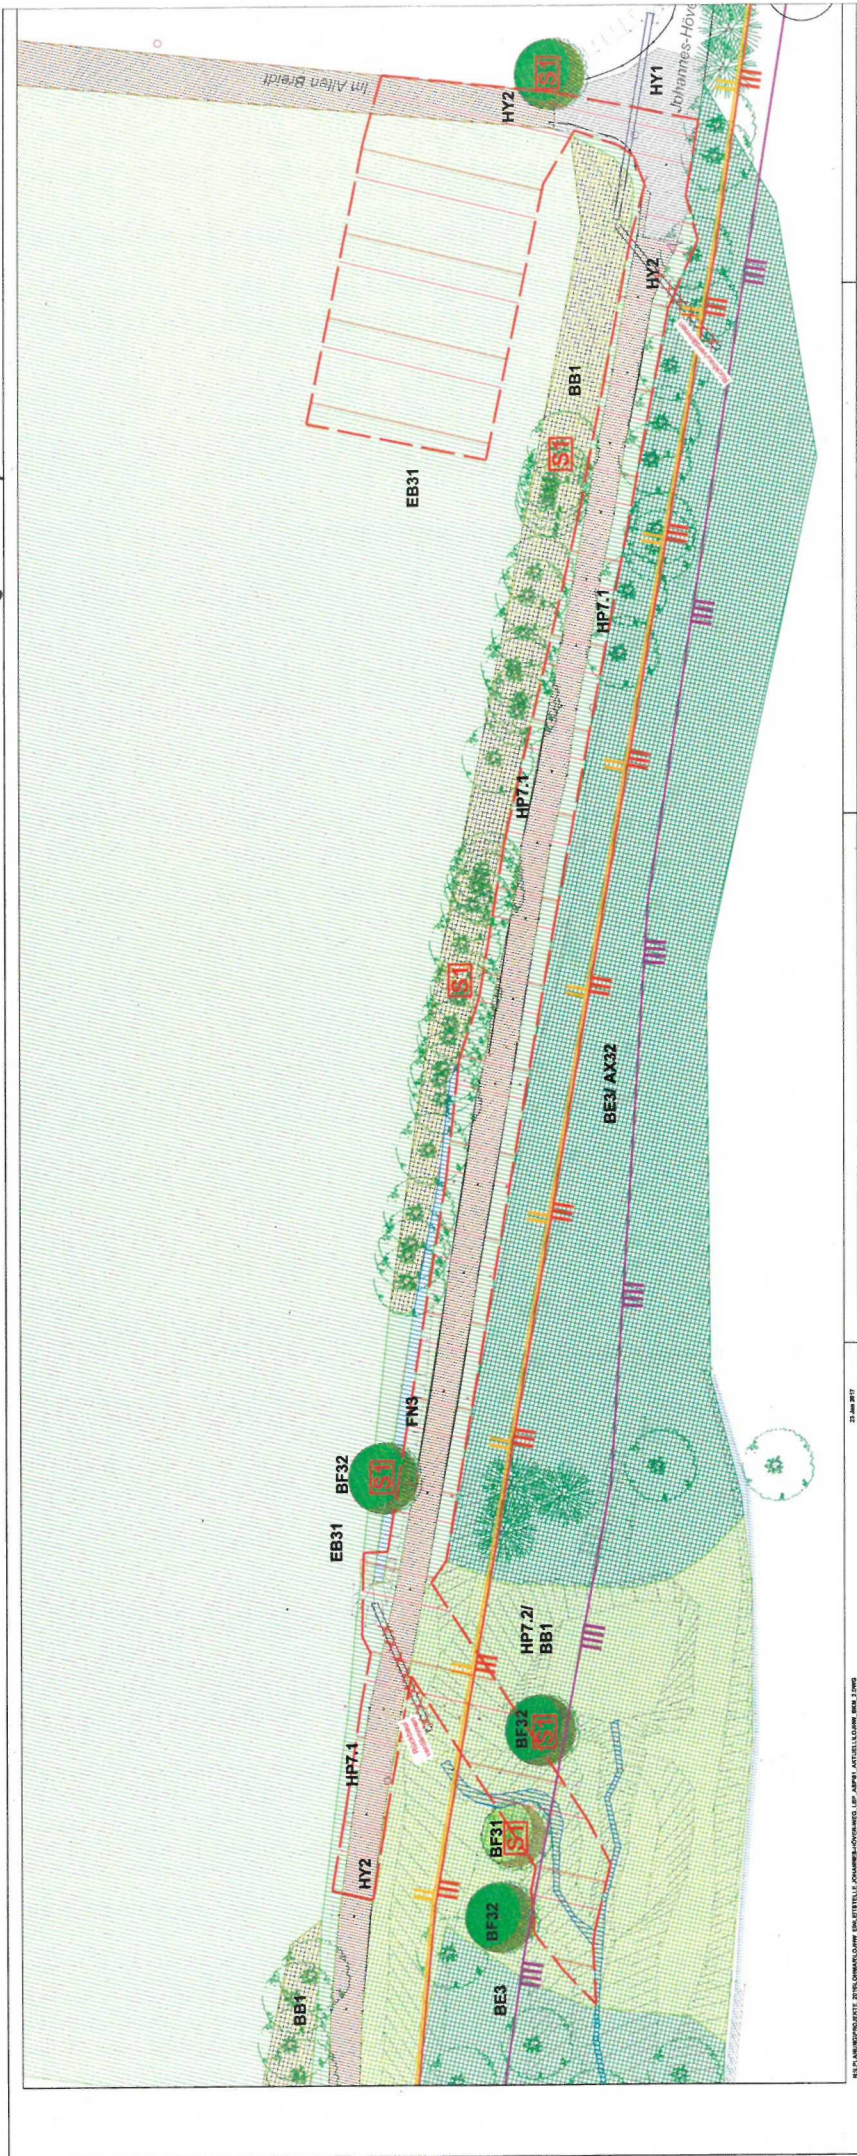 Im Alten Breidt
S1
HY2
HY1
Johannes-Höve
HY2
BB1
S1
EB31
HP7.1
HP7.1
S1
BE3/ AX32
FN3
BF32
S1
EB31
HP7.2/
BB1
HP7.1
BF32
S1
BF31
S1
HY2
BF32
BE3
BB1
23.Jan 2017